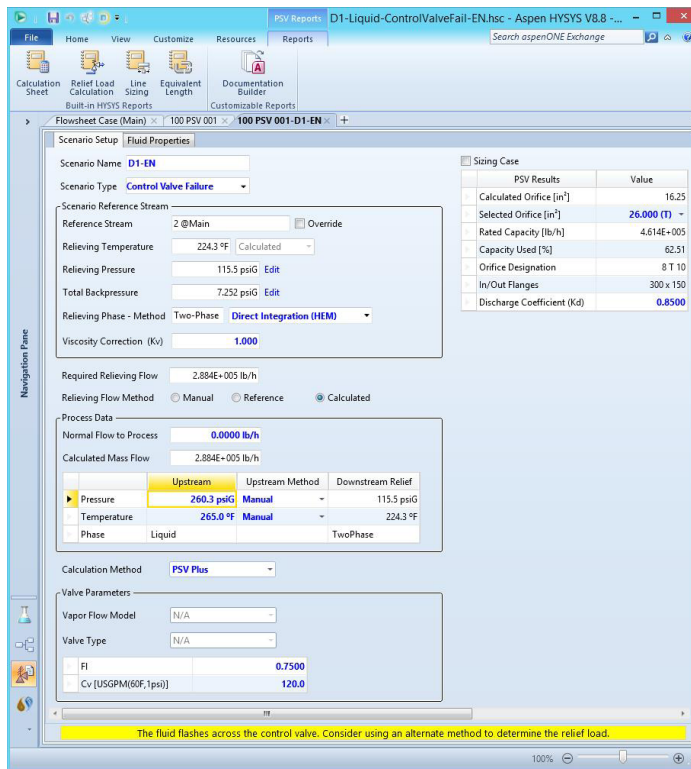 PSV Reports D1-Liquid-ControlValveFail-EN.hsc - Aspen HYSYS V8.8 -...
File Home View Customize Resources Reports Search aspenONE Exchange
Calculation Sheet
Relief Load Calculation
Line Sizing
Equivalent Length
Documentation Builder
Built-in HYSYS Reports Customizable Reports
Flowsheet Case (Main) × 100 PSV 001 × 100 PSV 001-D1-EN × +
Scenario Setup Fluid Properties
Scenario Name D1-EN
Scenario Type Control Valve Failure
Scenario Reference Stream
Reference Stream 2 @Main Override
Relieving Temperature 224.3 ºF Calculated
Relieving Pressure 115.5 psiG Edit
Total Backpressure 7.252 psiG Edit
Relieving Phase - Method Two-Phase Direct Integration (HEM)
Viscosity Correction (Kv) 1.000
Required Relieving Flow 2.884E+005 lb/h
Relieving Flow Method Manual Reference Calculated
Process Data
Normal Flow to Process 0.0000 lb/h
Calculated Mass Flow 2.884E+005 lb/h
Upstream Upstream Method Downstream Relief
Pressure 260.3 psiG Manual 115.5 psiG
Temperature 265.0 ºF Manual 224.3 ºF
Phase Liquid TwoPhase
Calculation Method PSV Plus
Valve Parameters
Vapor Flow Model N/A
Valve Type N/A
Fl 0.7500
Cv [USGPM(60F,1psi)] 120.0
Sizing Case
PSV Results Value
Calculated Orifice [in²] 16.25
Selected Orifice [in²] 26.000 (T)
Rated Capacity [lb/h] 4.614E+005
Capacity Used [%] 62.51
Orifice Designation 8 T 10
In/Out Flanges 300 x 150
Discharge Coefficient (Kd) 0.8500
Navigation Pane
The fluid flashes across the control valve. Consider using an alternate method to determine the relief load.
100%